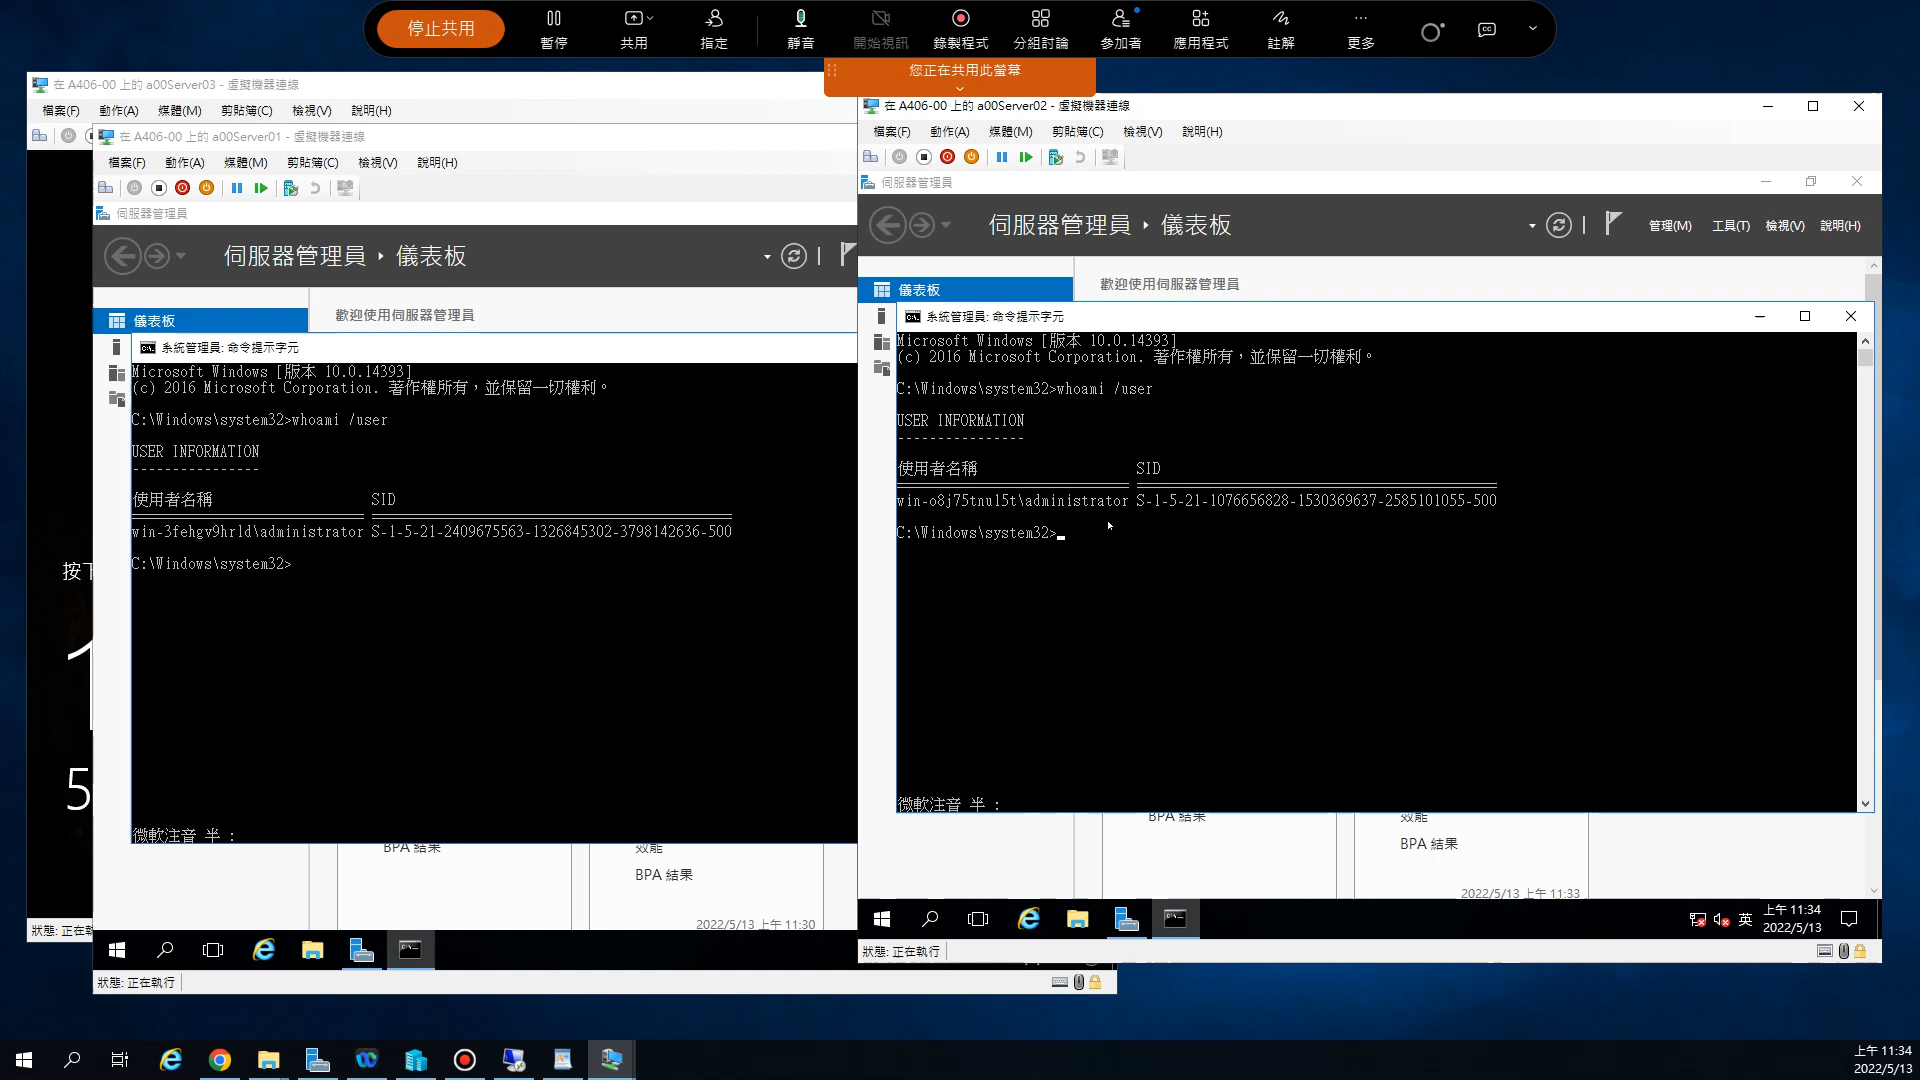 停止共用
暫停
共用
指定
靜音
開始視訊
錄製程式
分組討論
參加者
應用程式
註解
更多
您正在共用此螢幕
在 A406-00 上的 a00Server03 - 虛擬機器連線
檔案(F) 動作(A) 媒體(M) 剪貼簿(C) 檢視(V) 說明(H)
按下
5
狀態: 正在執
在 A406-00 上的 a00Server01 - 虛擬機器連線
檔案(F) 動作(A) 媒體(M) 剪貼簿(C) 檢視(V) 說明(H)
伺服器管理員
伺服器管理員 ‣ 儀表板
儀表板
歡迎使用伺服器管理員
系統管理員: 命令提示字元
Microsoft Windows [版本 10.0.14393]
(c) 2016 Microsoft Corporation. 著作權所有，並保留一切權利。
C:\Windows\system32>whoami /user
USER INFORMATION
----------------
使用者名稱 SID
============================= =============================================
win-3fehgv9hrld\administrator S-1-5-21-2409675563-1326845302-3798142636-500
C:\Windows\system32>
微軟注音 半 :
BPA 結果
效能
BPA 結果
2022/5/13 上午 11:30
狀態: 正在執行
在 A406-00 上的 a00Server02 - 虛擬機器連線
檔案(F) 動作(A) 媒體(M) 剪貼簿(C) 檢視(V) 說明(H)
伺服器管理員
伺服器管理員 ‣ 儀表板
管理(M) 工具(T) 檢視(V) 說明(H)
儀表板
歡迎使用伺服器管理員
系統管理員: 命令提示字元
Microsoft Windows [版本 10.0.14393]
(c) 2016 Microsoft Corporation. 著作權所有，並保留一切權利。
C:\Windows\system32>whoami /user
USER INFORMATION
----------------
使用者名稱 SID
============================= =============================================
win-o8j75tnu15t\administrator S-1-5-21-1076656828-1530369637-2585101055-500
C:\Windows\system32>
微軟注音 半 :
BPA 結果
效能
BPA 結果
2022/5/13 上午 11:33
英
上午 11:34
2022/5/13
狀態: 正在執行
上午 11:34
2022/5/13